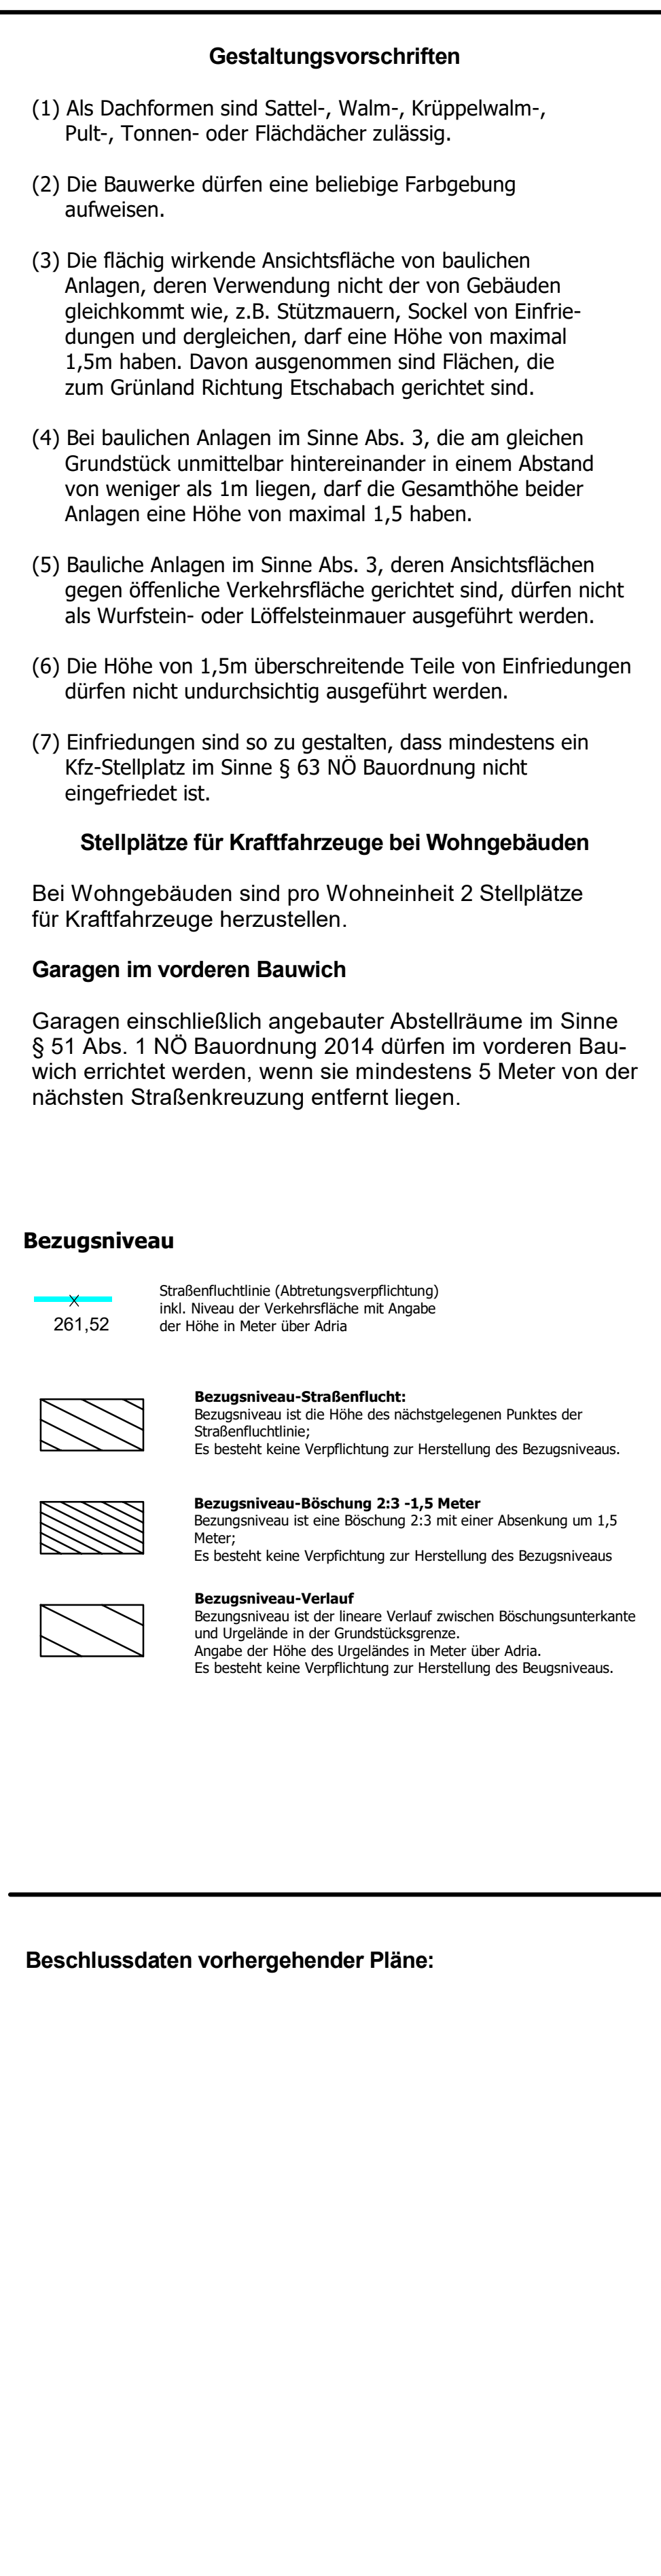 Gestaltungsvorschriften
(1) Als Dachformen sind Sattel-, Walm-, Krüppelwalm-,
Pult-, Tonnen- oder Flächdächer zulässig.
(2) Die Bauwerke dürfen eine beliebige Farbgebung
aufweisen.
(3) Die flächig wirkende Ansichtsfläche von baulichen
Anlagen, deren Verwendung nicht der von Gebäuden
gleichkommt wie, z.B. Stützmauern, Sockel von Einfrie-
dungen und dergleichen, darf eine Höhe von maximal
1,5m haben. Davon ausgenommen sind Flächen, die
zum Grünland Richtung Etschabach gerichtet sind.
(4) Bei baulichen Anlagen im Sinne Abs. 3, die am gleichen
Grundstück unmittelbar hintereinander in einem Abstand
von weniger als 1m liegen, darf die Gesamthöhe beider
Anlagen eine Höhe von maximal 1,5 haben.
(5) Bauliche Anlagen im Sinne Abs. 3, deren Ansichtsflächen
gegen öffenliche Verkehrsfläche gerichtet sind, dürfen nicht
als Wurfstein- oder Löffelsteinmauer ausgeführt werden.
(6) Die Höhe von 1,5m überschreitende Teile von Einfriedungen
dürfen nicht undurchsichtig ausgeführt werden.
(7) Einfriedungen sind so zu gestalten, dass mindestens ein
Kfz-Stellplatz im Sinne § 63 NÖ Bauordnung nicht
eingefriedet ist.
Stellplätze für Kraftfahrzeuge bei Wohngebäuden
Bei Wohngebäuden sind pro Wohneinheit 2 Stellplätze
für Kraftfahrzeuge herzustellen.
Garagen im vorderen Bauwich
Garagen einschließlich angebauter Abstellräume im Sinne
§ 51 Abs. 1 NÖ Bauordnung 2014 dürfen im vorderen Bau-
wich errichtet werden, wenn sie mindestens 5 Meter von der
nächsten Straßenkreuzung entfernt liegen.
Bezugsniveau
Straßenfluchtlinie (Abtretungsverpflichtung)
inkl. Niveau der Verkehrsfläche mit Angabe
der Höhe in Meter über Adria
261,52
Bezugsniveau-Straßenflucht:
Bezugsniveau ist die Höhe des nächstgelegenen Punktes der
Straßenfluchtlinie;
Es besteht keine Verpflichtung zur Herstellung des Bezugsniveaus.
Bezugsniveau-Böschung 2:3 -1,5 Meter
Bezungsniveau ist eine Böschung 2:3 mit einer Absenkung um 1,5
Meter;
Es besteht keine Verpfichtung zur Herstellung des Bezugsniveaus
Bezugsniveau-Verlauf
Bezungsniveau ist der lineare Verlauf zwischen Böschungsunterkante
und Urgelände in der Grundstücksgrenze.
Angabe der Höhe des Urgeländes in Meter über Adria.
Es besteht keine Verpflichtung zur Herstellung des Beugsniveaus.
Beschlussdaten vorhergehender Pläne: